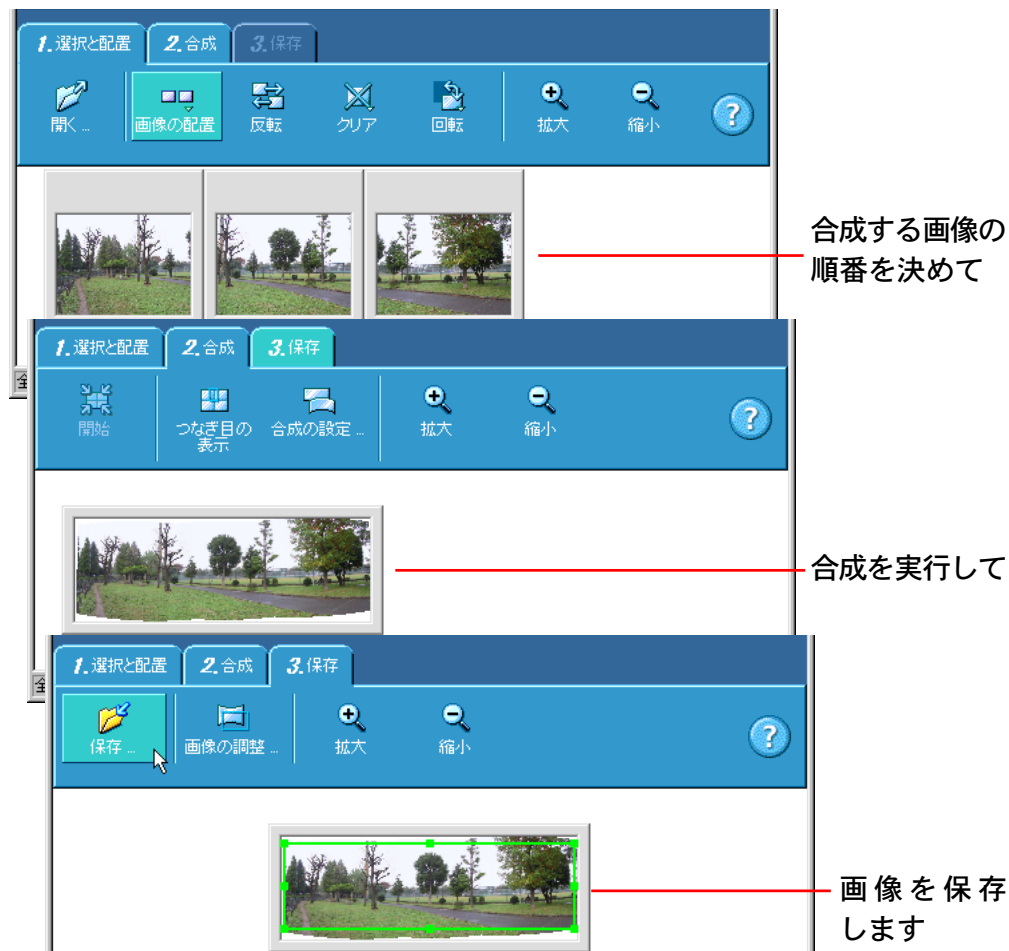 1.選択と配置 2.合成 3.保存
開く... 画像の配置 反転 クリア 回転 拡大 縮小 ?
合成する画像の
順番を決めて
1.選択と配置 2.合成 3.保存
全
開始 つなぎ目の 合成の設定... 拡大 縮小 ?
表示
合成を実行して
1.選択と配置 2.合成 3.保存
全
保存... 画像の調整... 拡大 縮小 ?
画像を保存
します